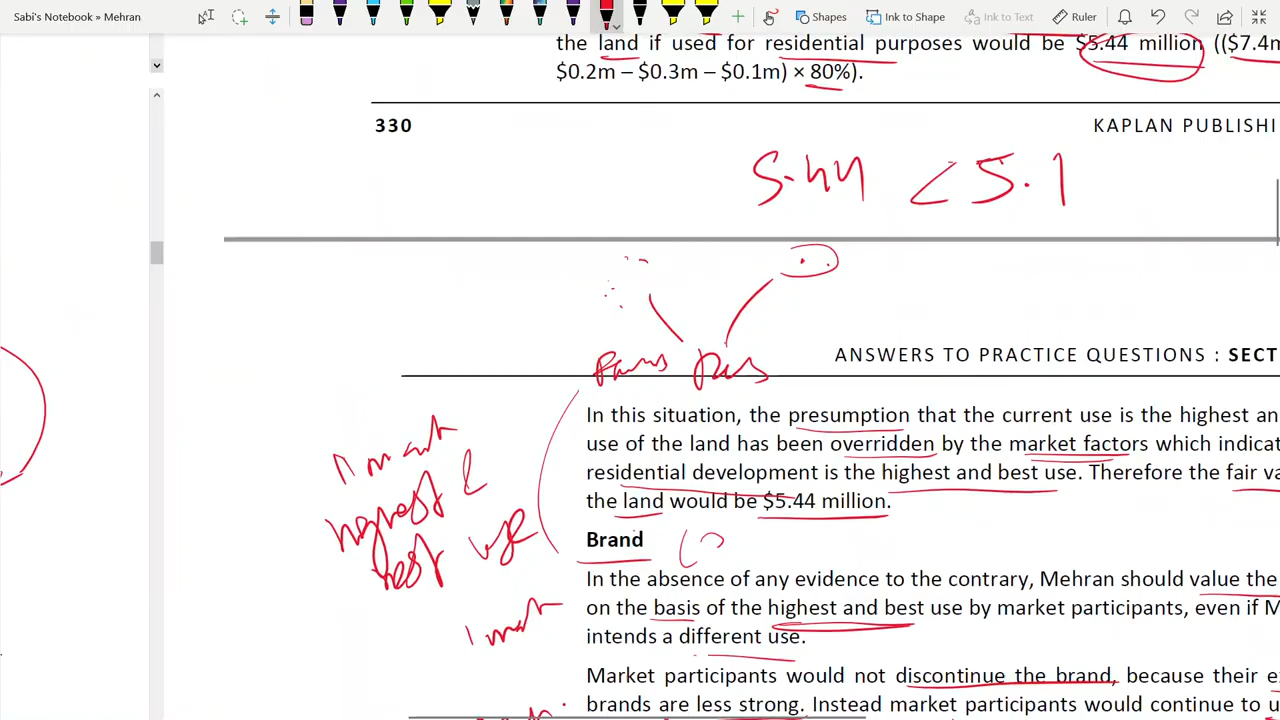 Sabi's Notebook » Mehran
Shapes
Ink to Shape
Ink to Text
Ruler
the land if used for residential purposes would be $5.44 million (($7.4m
$0.2m – $0.3m – $0.1m) × 80%).
330
KAPLAN PUBLISHI
5.44 < 5.1
ANSWERS TO PRACTICE QUESTIONS : SECT
In this situation, the presumption that the current use is the highest an
use of the land has been overridden by the market factors which indicat
residential development is the highest and best use. Therefore the fair va
the land would be $5.44 million.
1 mark
highest &
best use
Brand
In the absence of any evidence to the contrary, Mehran should value the
on the basis of the highest and best use by market participants, even if M
intends a different use.
1 mark
Market participants would not discontinue the brand, because their e
brands are less strong. Instead market participants would continue to u